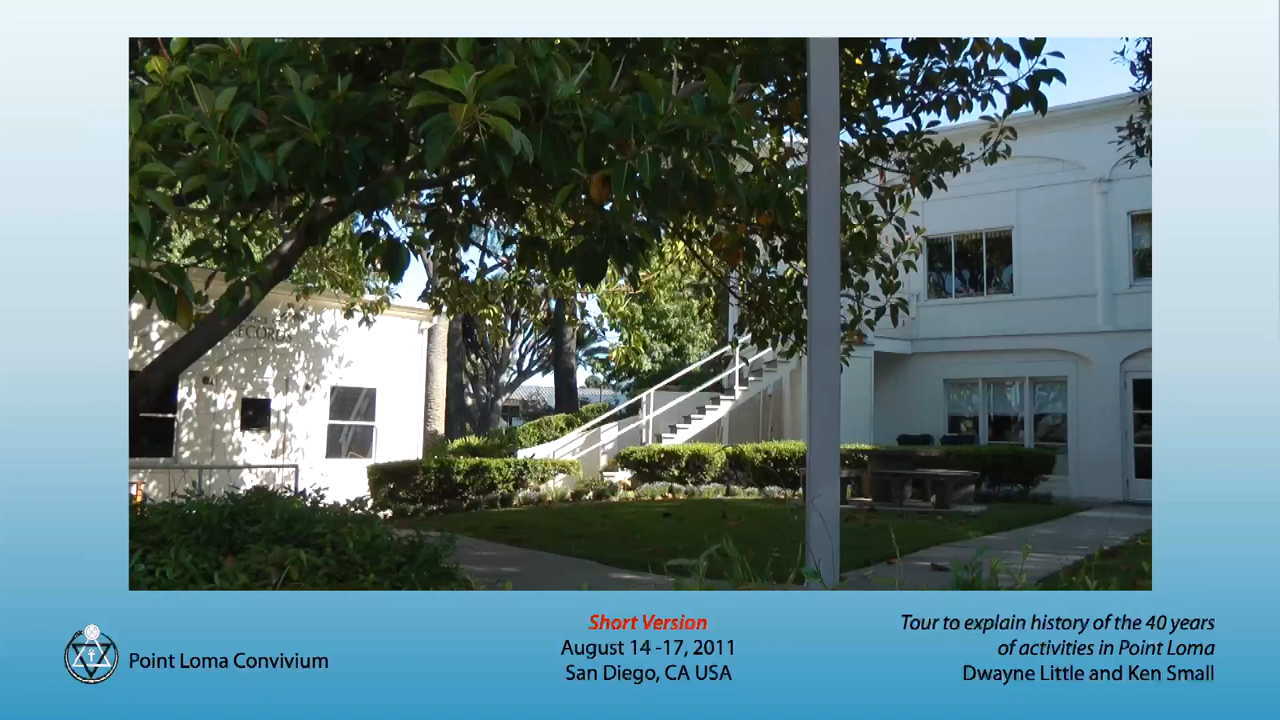 RECORDS
Point Loma Convivium
Short Version
August 14 -17, 2011
San Diego, CA USA
Tour to explain history of the 40 years
of activities in Point Loma
Dwayne Little and Ken Small